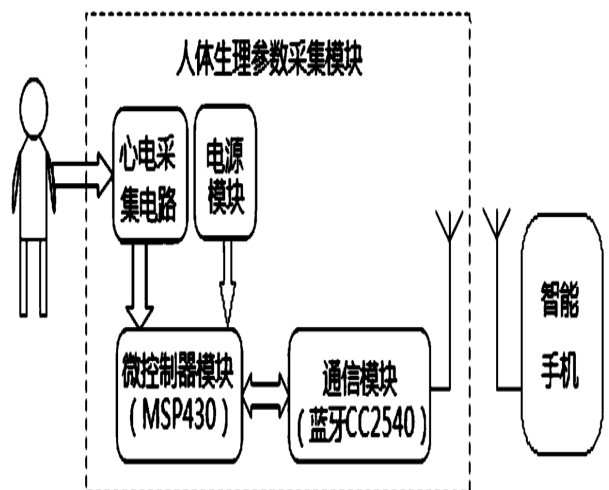 人体生理参数采集模块
心电采
集电路
电源
模块
微控制器模块
（MSP430）
通信模块
（蓝牙CC2540）
智能
手机